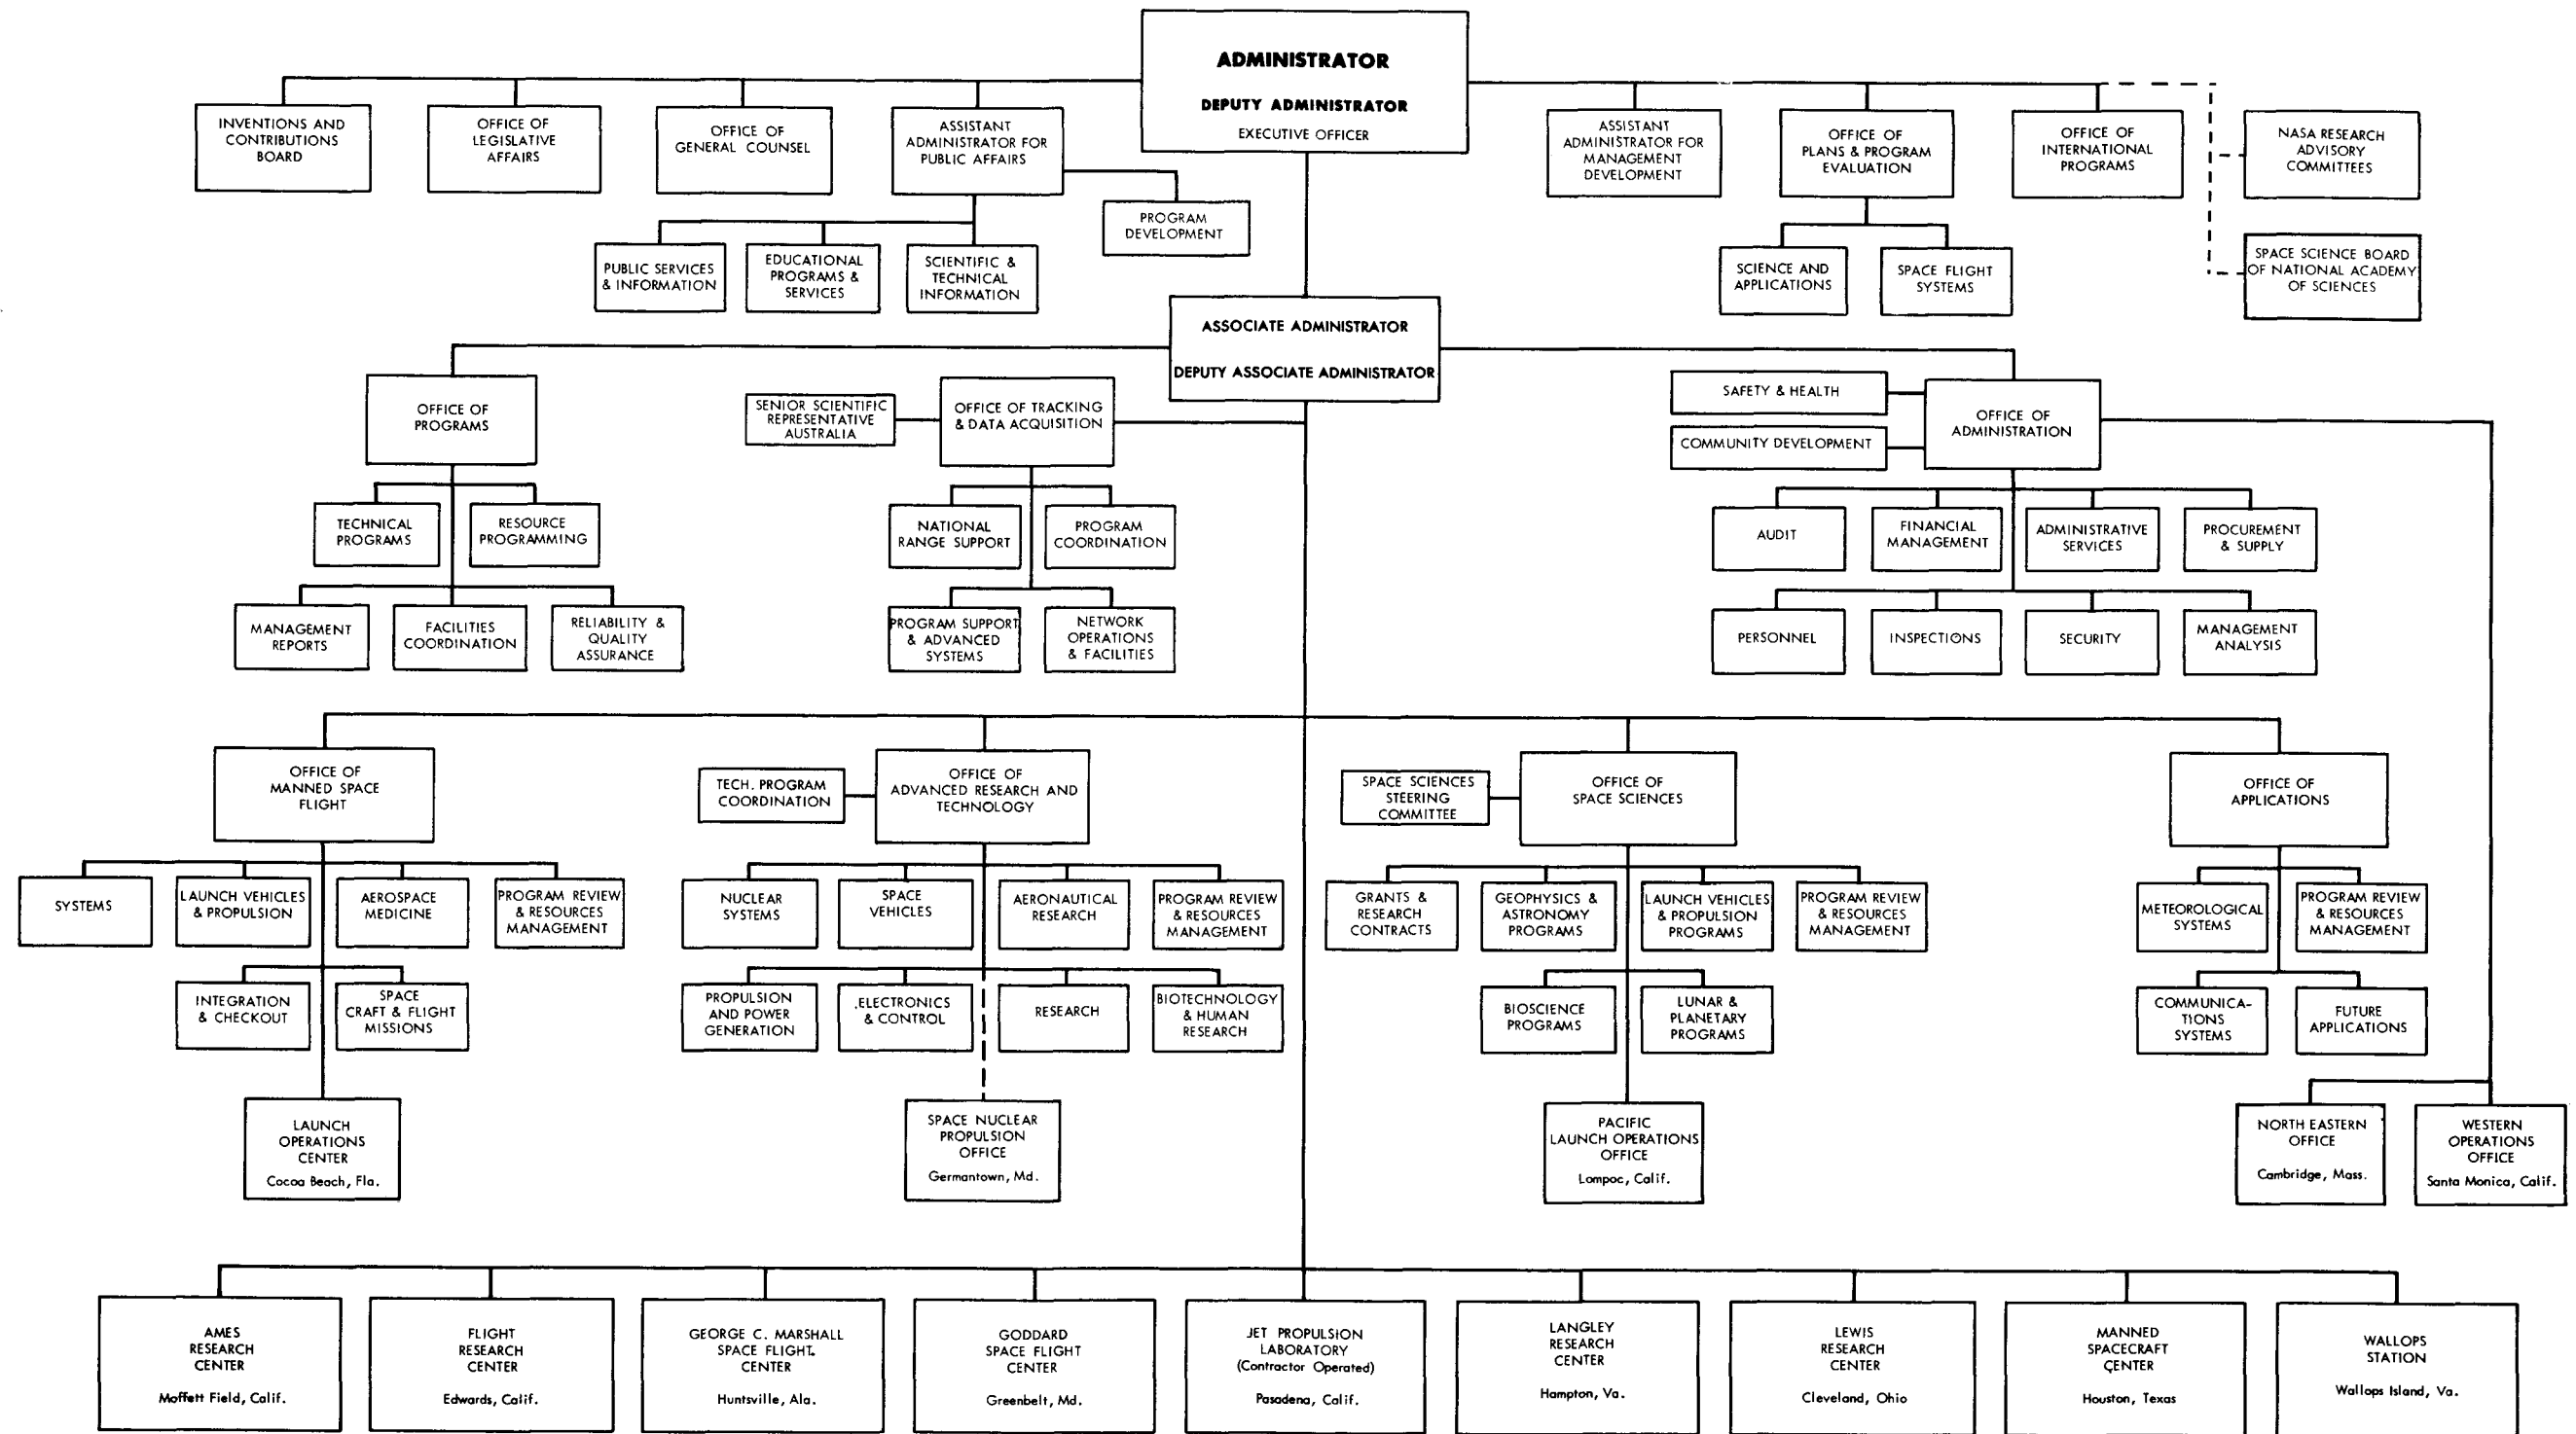 ADMINISTRATOR
DEPUTY ADMINISTRATOR
EXECUTIVE OFFICER
INVENTIONS AND
CONTRIBUTIONS
BOARD
OFFICE OF
LEGISLATIVE
AFFAIRS
OFFICE OF
GENERAL COUNSEL
ASSISTANT
ADMINISTRATOR FOR
PUBLIC AFFAIRS
ASSISTANT
ADMINISTRATOR FOR
MANAGEMENT
DEVELOPMENT
OFFICE OF
PLANS & PROGRAM
EVALUATION
OFFICE OF
INTERNATIONAL
PROGRAMS
NASA RESEARCH
ADVISORY
COMMITTEES
PROGRAM
DEVELOPMENT
PUBLIC SERVICES
& INFORMATION
EDUCATIONAL
PROGRAMS &
SERVICES
SCIENTIFIC &
TECHNICAL
INFORMATION
SCIENCE AND
APPLICATIONS
SPACE FLIGHT
SYSTEMS
SPACE SCIENCE BOARD
OF NATIONAL ACADEMY
OF SCIENCES
ASSOCIATE ADMINISTRATOR
DEPUTY ASSOCIATE ADMINISTRATOR
OFFICE OF
PROGRAMS
SENIOR SCIENTIFIC
REPRESENTATIVE
AUSTRALIA
OFFICE OF TRACKING
& DATA ACQUISITION
SAFETY & HEALTH
COMMUNITY DEVELOPMENT
OFFICE OF
ADMINISTRATION
TECHNICAL
PROGRAMS
RESOURCE
PROGRAMMING
NATIONAL
RANGE SUPPORT
PROGRAM
COORDINATION
AUDIT
FINANCIAL
MANAGEMENT
ADMINISTRATIVE
SERVICES
PROCUREMENT
& SUPPLY
MANAGEMENT
REPORTS
FACILITIES
COORDINATION
RELIABILITY &
QUALITY
ASSURANCE
PROGRAM SUPPORT
& ADVANCED
SYSTEMS
NETWORK
OPERATIONS
& FACILITIES
PERSONNEL
INSPECTIONS
SECURITY
MANAGEMENT
ANALYSIS
OFFICE OF
MANNED SPACE
FLIGHT
TECH. PROGRAM
COORDINATION
OFFICE OF
ADVANCED RESEARCH AND
TECHNOLOGY
SPACE SCIENCES
STEERING
COMMITTEE
OFFICE OF
SPACE SCIENCES
OFFICE OF
APPLICATIONS
SYSTEMS
LAUNCH VEHICLES
& PROPULSION
AEROSPACE
MEDICINE
PROGRAM REVIEW
& RESOURCES
MANAGEMENT
NUCLEAR
SYSTEMS
SPACE
VEHICLES
AERONAUTICAL
RESEARCH
PROGRAM REVIEW
& RESOURCES
MANAGEMENT
GRANTS &
RESEARCH
CONTRACTS
GEOPHYSICS &
ASTRONOMY
PROGRAMS
LAUNCH VEHICLES
& PROPULSION
PROGRAMS
PROGRAM REVIEW
& RESOURCES
MANAGEMENT
METEOROLOGICAL
SYSTEMS
PROGRAM REVIEW
& RESOURCES
MANAGEMENT
INTEGRATION
& CHECKOUT
SPACE
CRAFT & FLIGHT
MISSIONS
PROPULSION
AND POWER
GENERATION
ELECTRONICS
& CONTROL
RESEARCH
BIOTECHNOLOGY
& HUMAN
RESEARCH
BIOSCIENCE
PROGRAMS
LUNAR &
PLANETARY
PROGRAMS
COMMUNICA-
TIONS
SYSTEMS
FUTURE
APPLICATIONS
LAUNCH
OPERATIONS
CENTER
Cocoa Beach, Fla.
SPACE NUCLEAR
PROPULSION
OFFICE
Germantown, Md.
PACIFIC
LAUNCH OPERATIONS
OFFICE
Lompoc, Calif.
NORTH EASTERN
OFFICE
Cambridge, Mass.
WESTERN
OPERATIONS
OFFICE
Santa Monica, Calif.
AMES
RESEARCH
CENTER
Moffett Field, Calif.
FLIGHT
RESEARCH
CENTER
Edwards, Calif.
GEORGE C. MARSHALL
SPACE FLIGHT
CENTER
Huntsville, Ala.
GODDARD
SPACE FLIGHT
CENTER
Greenbelt, Md.
JET PROPULSION
LABORATORY
(Contractor Operated)
Pasadena, Calif.
LANGLEY
RESEARCH
CENTER
Hampton, Va.
LEWIS
RESEARCH
CENTER
Cleveland, Ohio
MANNED
SPACECRAFT
CENTER
Houston, Texas
WALLOPS
STATION
Wallops Island, Va.